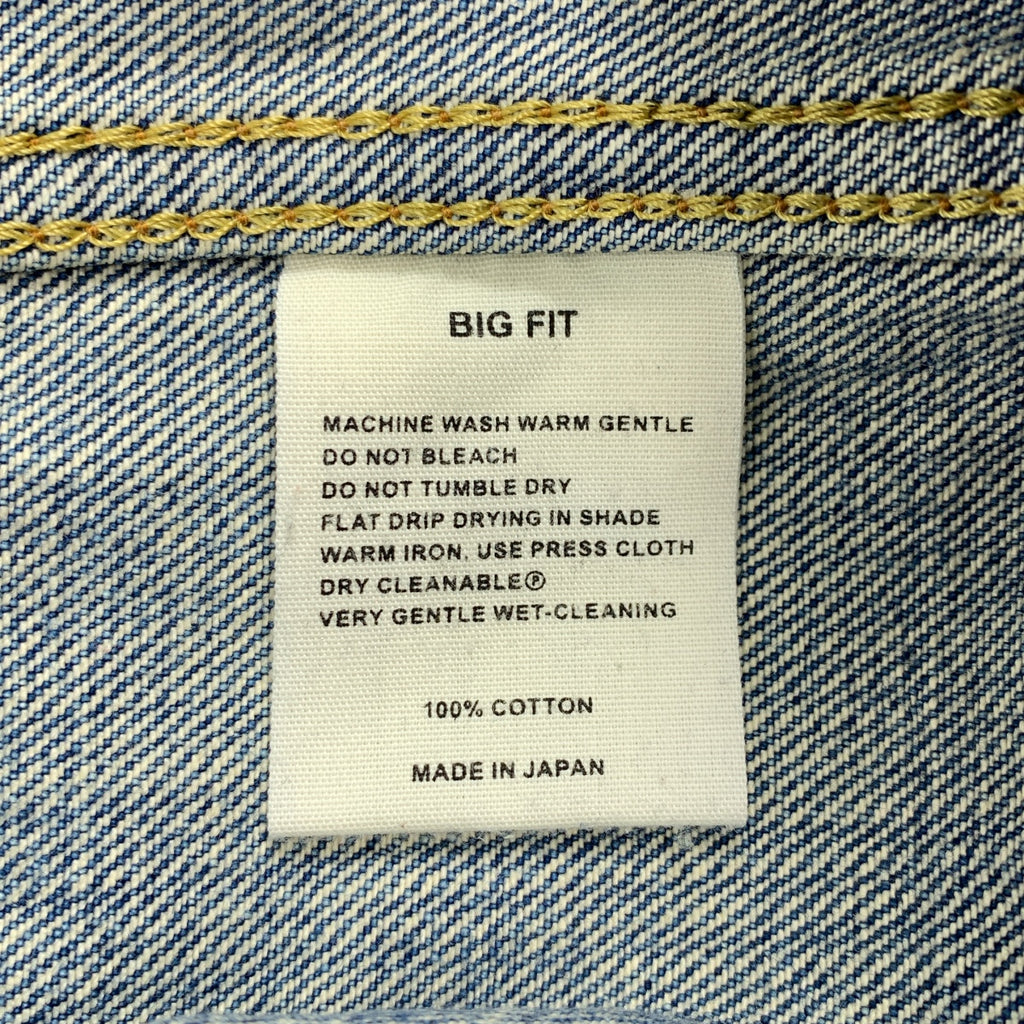 BIG FIT
MACHINE WASH WARM GENTLE
DO NOT BLEACH
DO NOT TUMBLE DRY
FLAT DRIP DRYING IN SHADE
WARM IRON, USE PRESS CLOTH
DRY CLEANABLEⓅ
VERY GENTLE WET-CLEANING
100% COTTON
MADE IN JAPAN